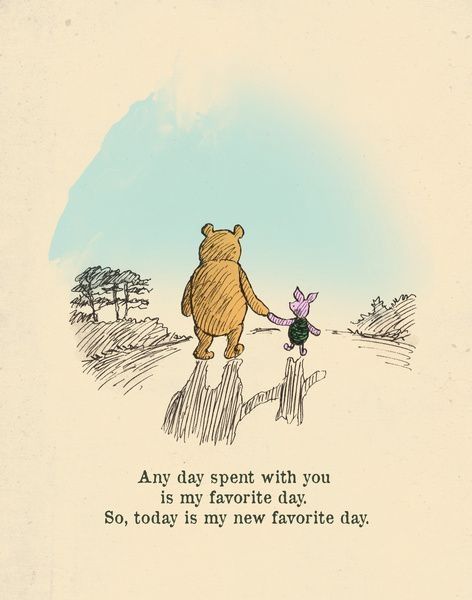 Any day spent with you
is my favorite day.
So, today is my new favorite day.